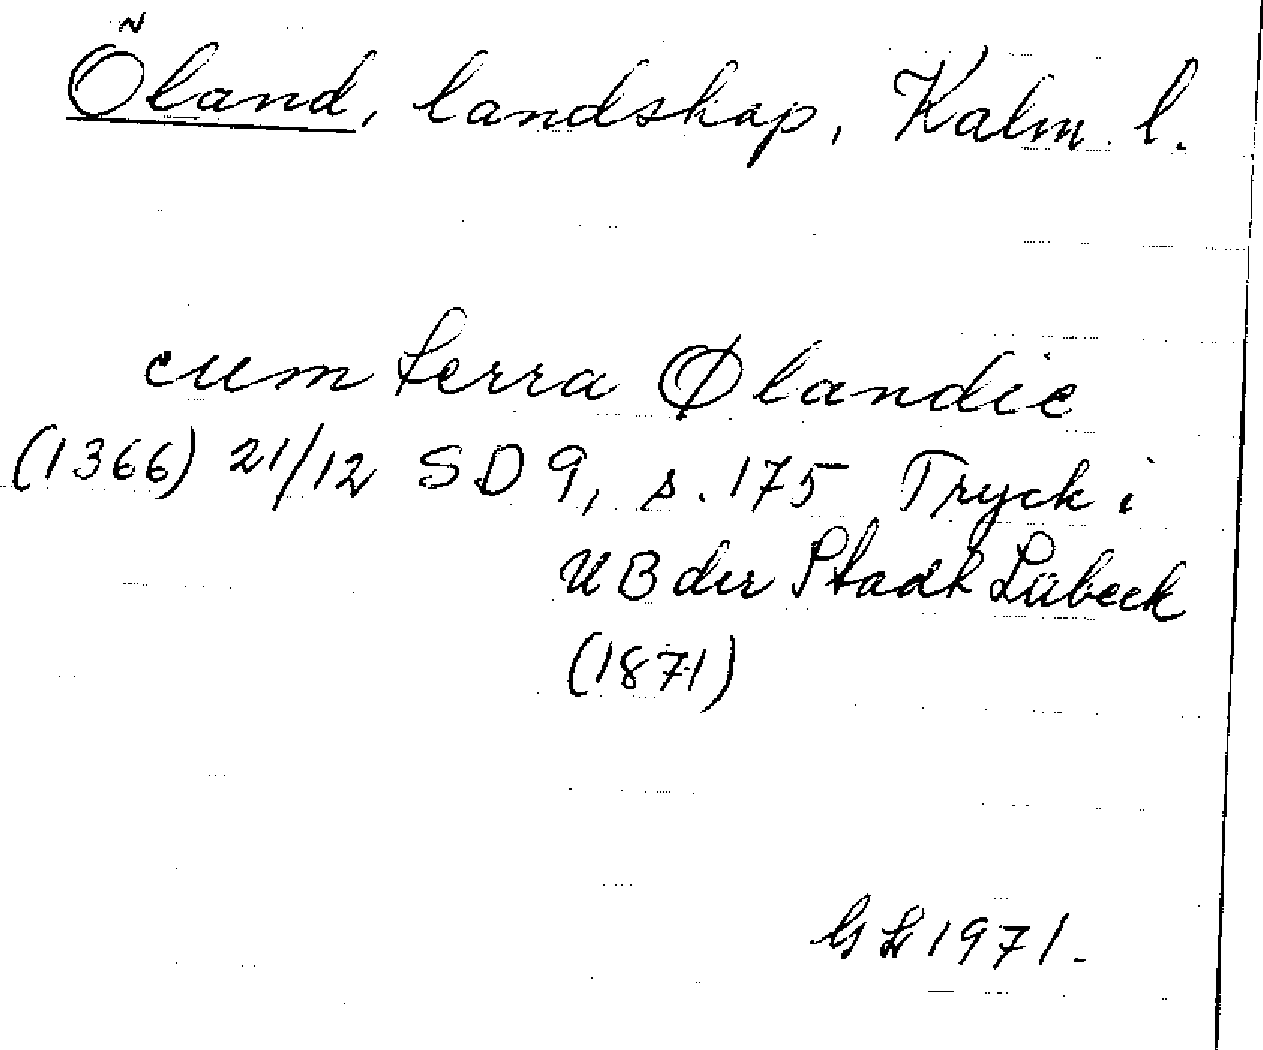 Öland, landskap, Kalm. l.
cum terra Ølandie
(1366) 21/12 SD 9, s. 175 Tryck i
UB der Stadt Lübeck
(1871)
1971.